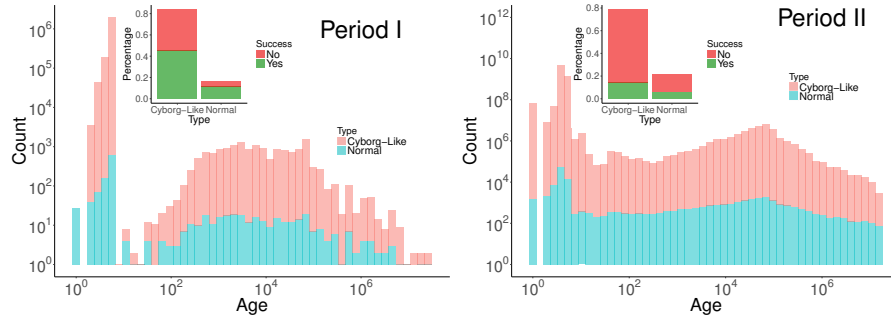 Period I
Count
10^6
10^5
10^4
10^3
10^2
10^1
10^0
10^0
10^2
10^4
10^6
Age
Percentage
0.8
0.6
0.4
0.2
0.0
Cyborg-Like
Normal
Type
Success
No
Yes
Type
Cyborg-Like
Normal
Period II
Count
10^12
10^10
10^8
10^6
10^4
10^2
10^0
10^0
10^2
10^4
10^6
Age
Percentage
0.8
0.6
0.4
0.2
0.0
Cyborg-Like
Normal
Type
Success
No
Yes
Type
Cyborg-Like
Normal